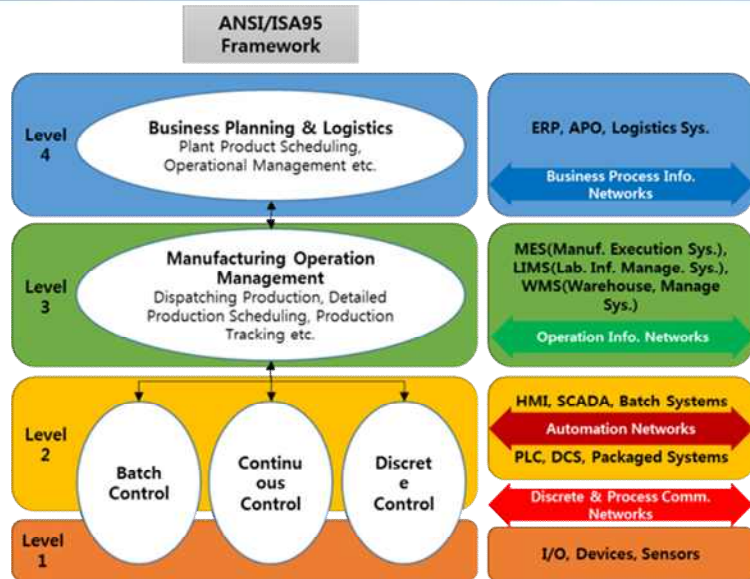 ANSI/ISA95
Framework
Level
4
Business Planning & Logistics
Plant Product Scheduling,
Operational Management etc.
ERP, APO, Logistics Sys.
Business Process Info.
Networks
Level
3
Manufacturing Operation
Management
Dispatching Production, Detailed
Production Scheduling, Production
Tracking etc.
MES(Manuf. Execution Sys.),
LIMS(Lab. Inf. Manage. Sys.),
WMS(Warehouse, Manage
Sys.)
Operation Info. Networks
Level
2
Batch
Control
Continu
ous
Control
Discret
e
Control
HMI, SCADA, Batch Systems
Automation Networks
PLC, DCS, Packaged Systems
Discrete & Process Comm.
Networks
Level
1
I/O, Devices, Sensors